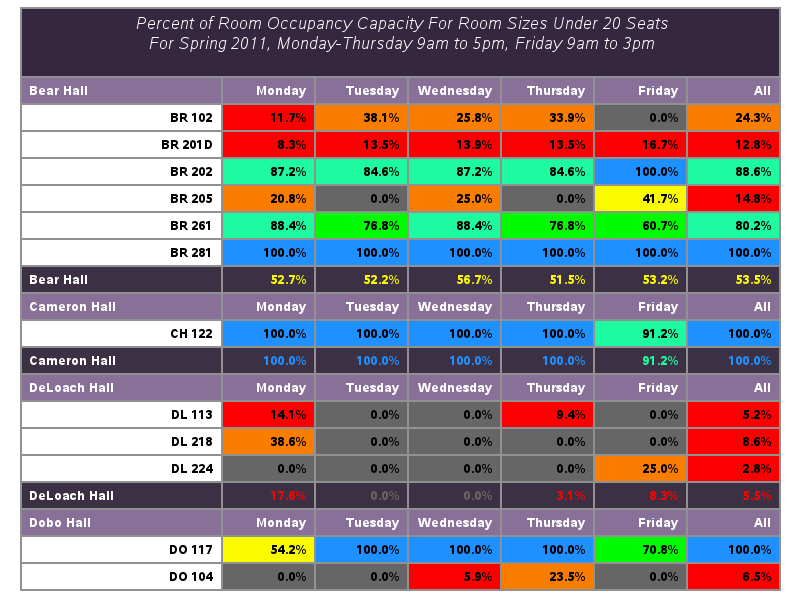 Percent of Room Occupancy Capacity For Room Sizes Under 20 Seats
For Spring 2011, Monday-Thursday 9am to 5pm, Friday 9am to 3pm
Bear Hall Monday Tuesday Wednesday Thursday Friday All
BR 102 11.7% 38.1% 25.8% 33.9% 0.0% 24.3%
BR 201D 8.3% 13.5% 13.9% 13.5% 16.7% 12.8%
BR 202 87.2% 84.6% 87.2% 84.6% 100.0% 88.6%
BR 205 20.8% 0.0% 25.0% 0.0% 41.7% 14.8%
BR 261 88.4% 76.8% 88.4% 76.8% 60.7% 80.2%
BR 281 100.0% 100.0% 100.0% 100.0% 100.0% 100.0%
Bear Hall 52.7% 52.2% 56.7% 51.5% 53.2% 53.5%
Cameron Hall Monday Tuesday Wednesday Thursday Friday All
CH 122 100.0% 100.0% 100.0% 100.0% 91.2% 100.0%
Cameron Hall 100.0% 100.0% 100.0% 100.0% 91.2% 100.0%
DeLoach Hall Monday Tuesday Wednesday Thursday Friday All
DL 113 14.1% 0.0% 0.0% 9.4% 0.0% 5.2%
DL 218 38.6% 0.0% 0.0% 0.0% 0.0% 8.6%
DL 224 0.0% 0.0% 0.0% 0.0% 25.0% 2.8%
DeLoach Hall 17.6% 0.0% 0.0% 3.1% 8.3% 5.5%
Dobo Hall Monday Tuesday Wednesday Thursday Friday All
DO 117 54.2% 100.0% 100.0% 100.0% 70.8% 100.0%
DO 104 0.0% 0.0% 5.9% 23.5% 0.0% 6.5%